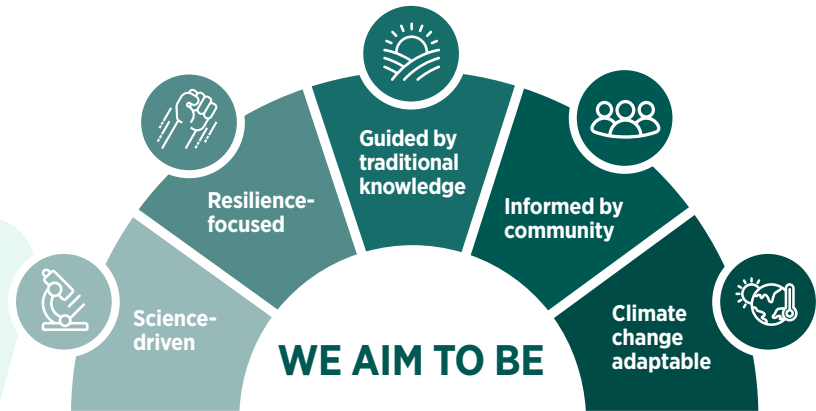 Science-
driven
Resilience-
focused
Guided by
traditional
knowledge
Informed by
community
Climate
change
adaptable
WE AIM TO BE